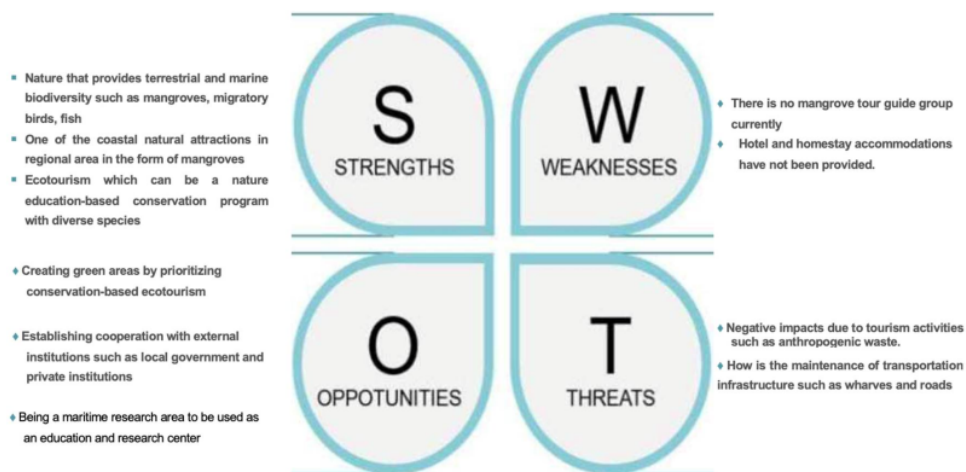 ▪ Nature that provides terrestrial and marine
biodiversity such as mangroves, migratory
birds, fish
▪ One of the coastal natural attractions in
regional area in the form of mangroves
▪ Ecotourism which can be a nature
education-based conservation program
with diverse species
S
STRENGTHS
W
WEAKNESSES
♦ There is no mangrove tour guide group
currently
♦ Hotel and homestay accommodations
have not been provided.
♦ Creating green areas by prioritizing
conservation-based ecotourism
♦ Establishing cooperation with external
institutions such as local government and
private institutions
♦ Being a maritime research area to be used as
an education and research center
O
OPPOTUNITIES
T
THREATS
♦ Negative impacts due to tourism activities
such as anthropogenic waste.
♦ How is the maintenance of transportation
infrastructure such as wharves and roads